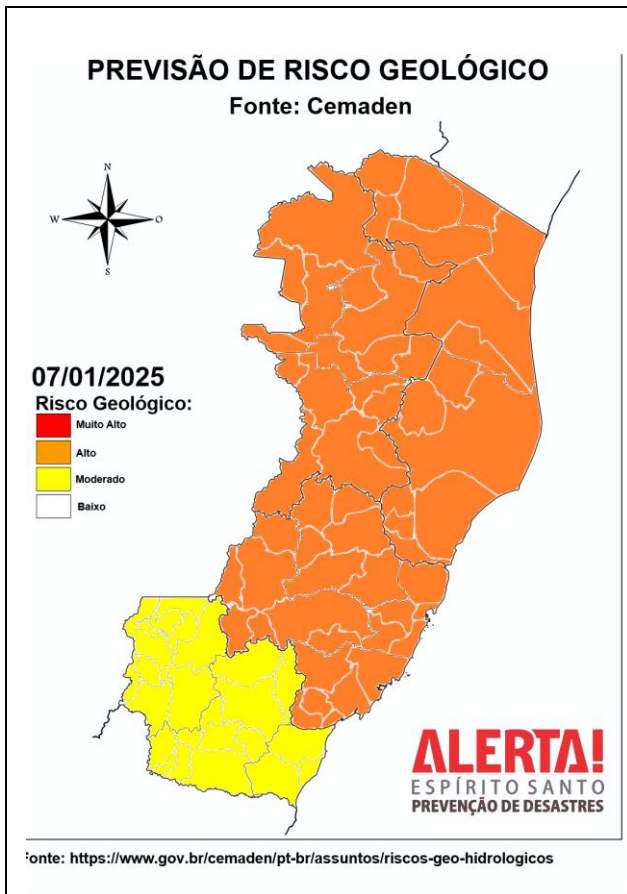 PREVISÃO DE RISCO GEOLÓGICO
Fonte: Cemaden
N
W
O
S
07/01/2025
Risco Geológico:
Muito Alto
Alto
Moderado
Baixo
ALERTA!
ESPÍRITO SANTO
PREVENÇÃO DE DESASTRES
Fonte: https://www.gov.br/cemaden/pt-br/assuntos/riscos-geo-hidrologicos